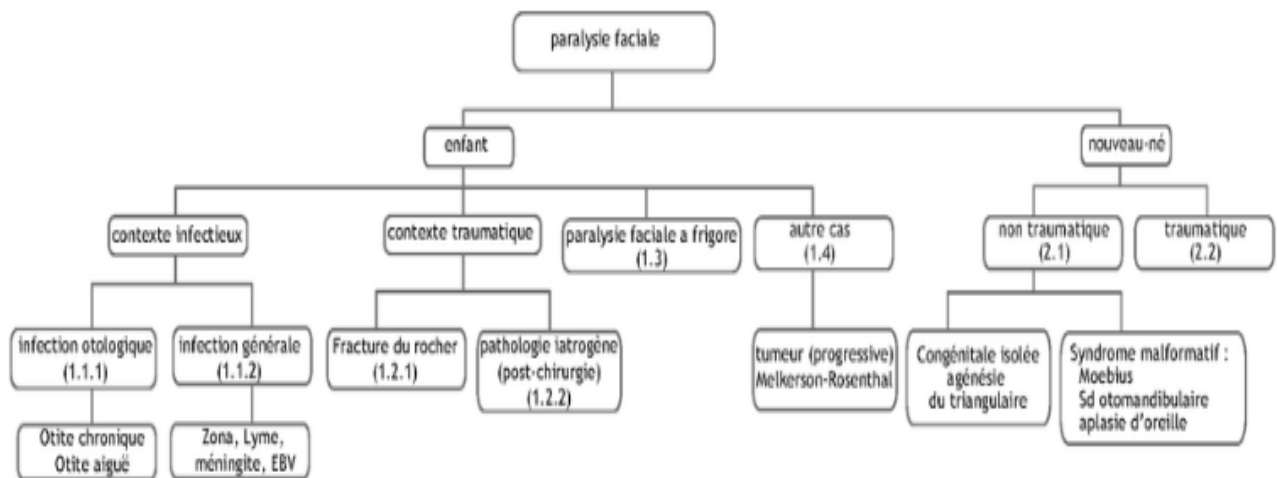 paralysie faciale
enfant
nouveau-né
contexte infectieux
contexte traumatique
paralysie faciale a frigore
(1.3)
autre cas
(1.4)
non traumatique
(2.1)
traumatique
(2.2)
infection otologique
(1.1.1)
infection générale
(1.1.2)
Fracture du rocher
(1.2.1)
pathologie iatrogène
(post-chirurgie)
(1.2.2)
tumeur (progressive)
Melkerson-Rosenthal
Congénitale isolée
agénésie
du triangulaire
Syndrome malformatif :
Moebius
Sd otomandibulaire
aplasie d'oreille
Otite chronique
Otite aiguë
Zona, Lyme,
méningite, EBV